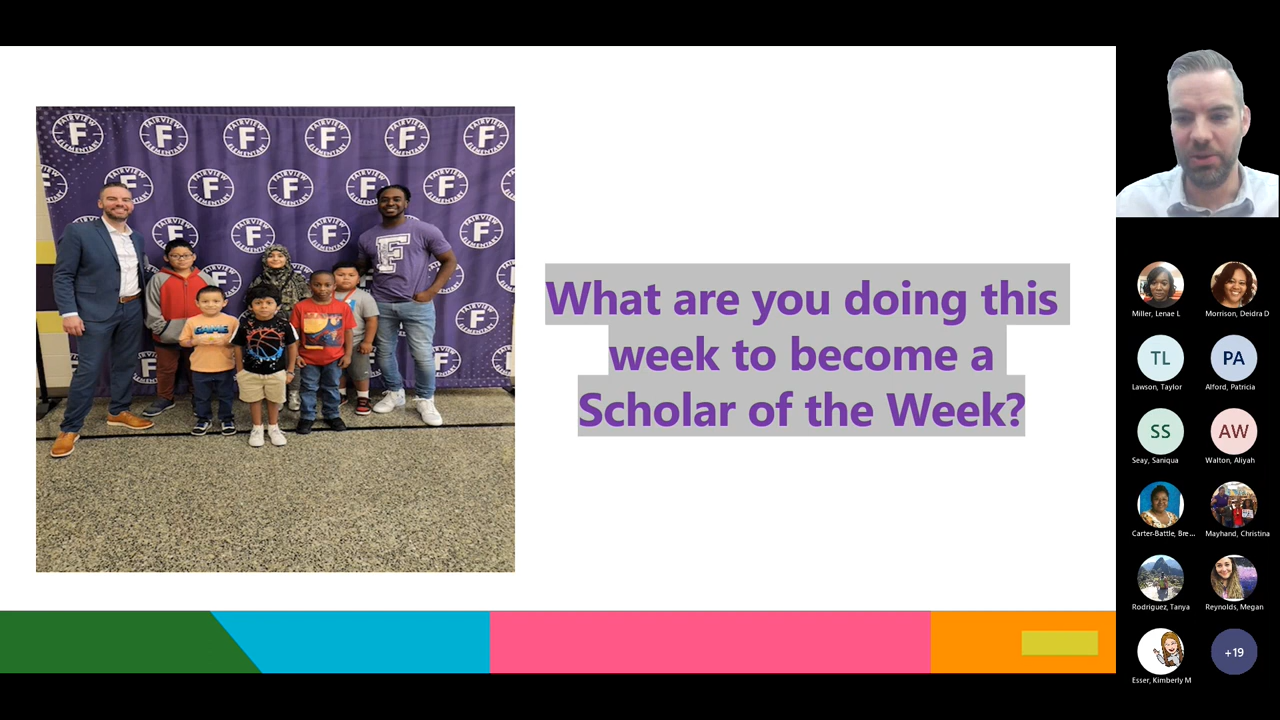 FAIRVIEW
F
ELEMENTARY
GAME
F
What are you doing this
week to become a
Scholar of the Week?
Miller, Lenae L
Morrison, Deidra D
TL
PA
Lawson, Taylor
Alford, Patricia
SS
AW
Seay, Saniqua
Walton, Aliyah
Carter-Battle, Bre...
Mayhand, Christina
Rodriguez, Tanya
Reynolds, Megan
+19
Esser, Kimberly M